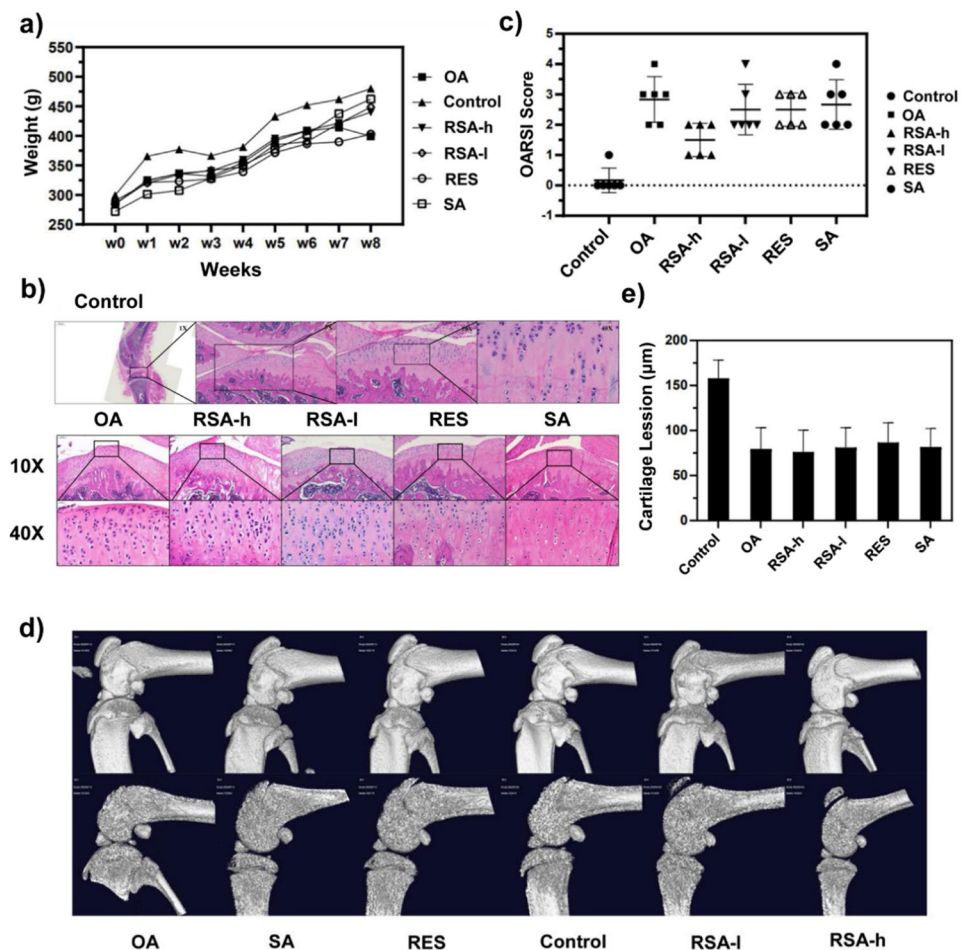 a)
550
500
450
400
350
300
250
Weight (g)
w0 w1 w2 w3 w4 w5 w6 w7 w8
Weeks
OA
Control
RSA-h
RSA-l
RES
SA
c)
5
4
3
2
1
0
-1
OARSI Score
Control OA RSA-h RSA-l RES SA
Control
OA
RSA-h
RSA-l
RES
SA
b)
Control
1X
40X
OA RSA-h RSA-l RES SA
10X
40X
e)
200
150
100
50
0
Cartilage Lession (μm)
Control OA RSA-h RSA-l RES SA
d)
OA SA RES Control RSA-l RSA-h